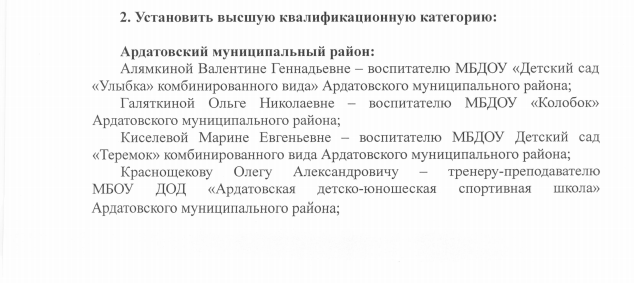 2. Установить высшую квалификационную категорию:
Ардатовский муниципальный район:
Алямкиной Валентине Геннадьевне – воспитателю МБДОУ «Детский сад
«Улыбка» комбинированного вида» Ардатовского муниципального района;
Галяткиной Ольге Николаевне – воспитателю МБДОУ «Колобок»
Ардатовского муниципального района;
Киселевой Марине Евгеньевне – воспитателю МБДОУ Детский сад
«Теремок» комбинированного вида Ардатовского муниципального района;
Краснощекову Олегу Александровичу – тренеру-преподавателю
МБОУ ДОД «Ардатовская детско-юношеская спортивная школа»
Ардатовского муниципального района;